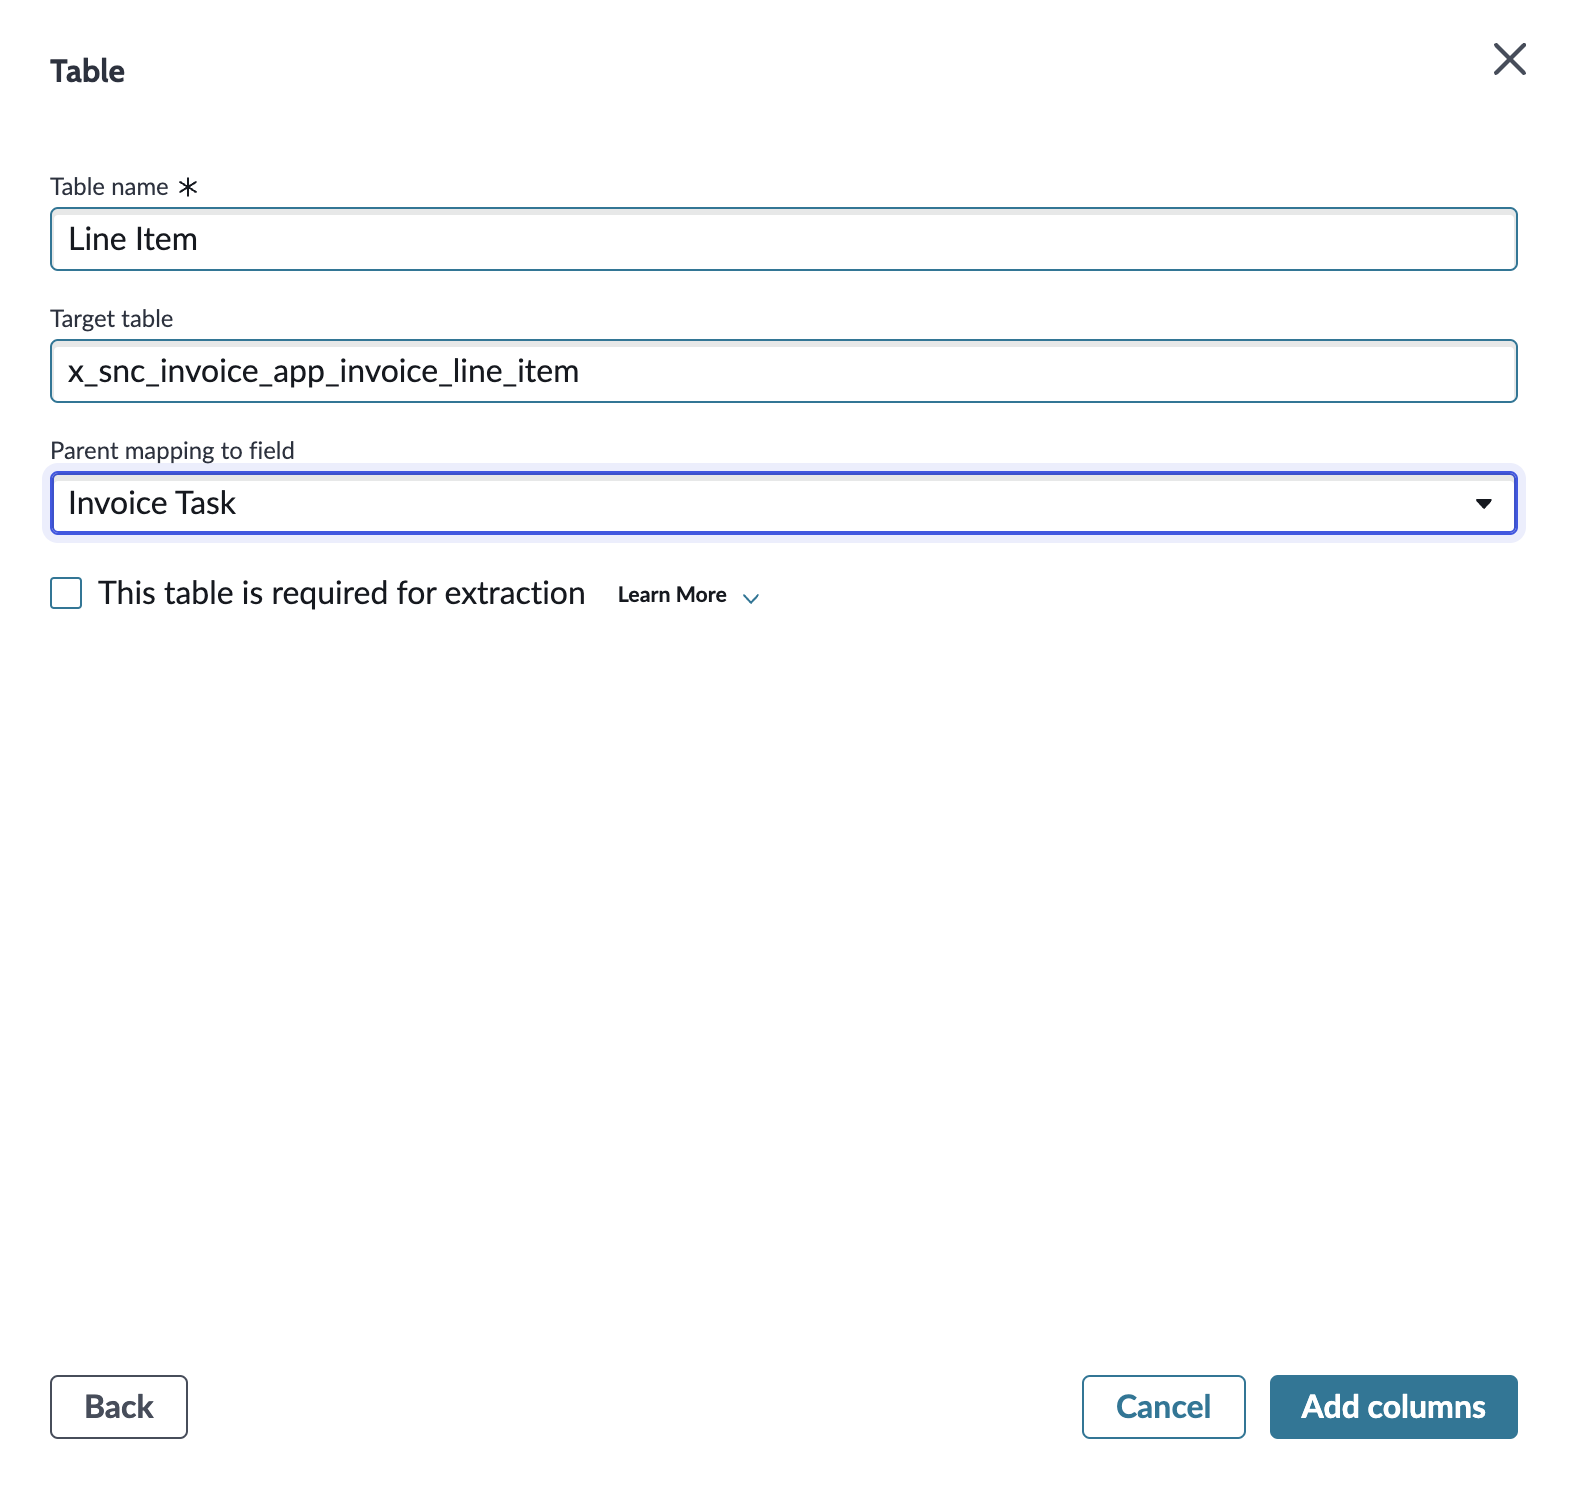 Table
Table name *
Line Item
Target table
x_snc_invoice_app_invoice_line_item
Parent mapping to field
Invoice Task
This table is required for extraction Learn More
Back Cancel Add columns